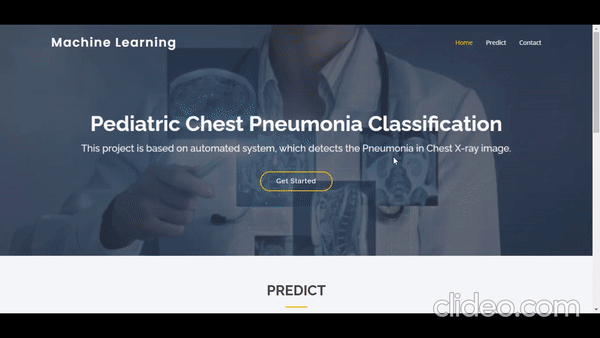 Machine Learning
Home
Predict
Contact
Pediatric Chest Pneumonia Classification
This project is based on automated system, which detects the Pneumonia in Chest X-ray image.
Get Started
PREDICT
clideo.com